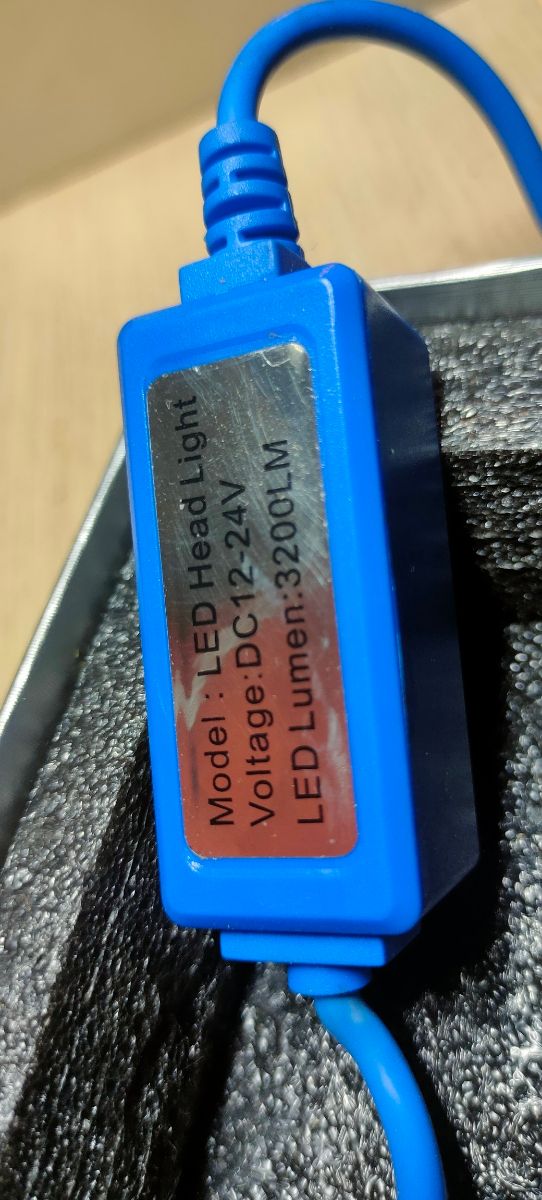 Model : LED Head Light
Voltage:DC12-24V
LED Lumen:3200LM